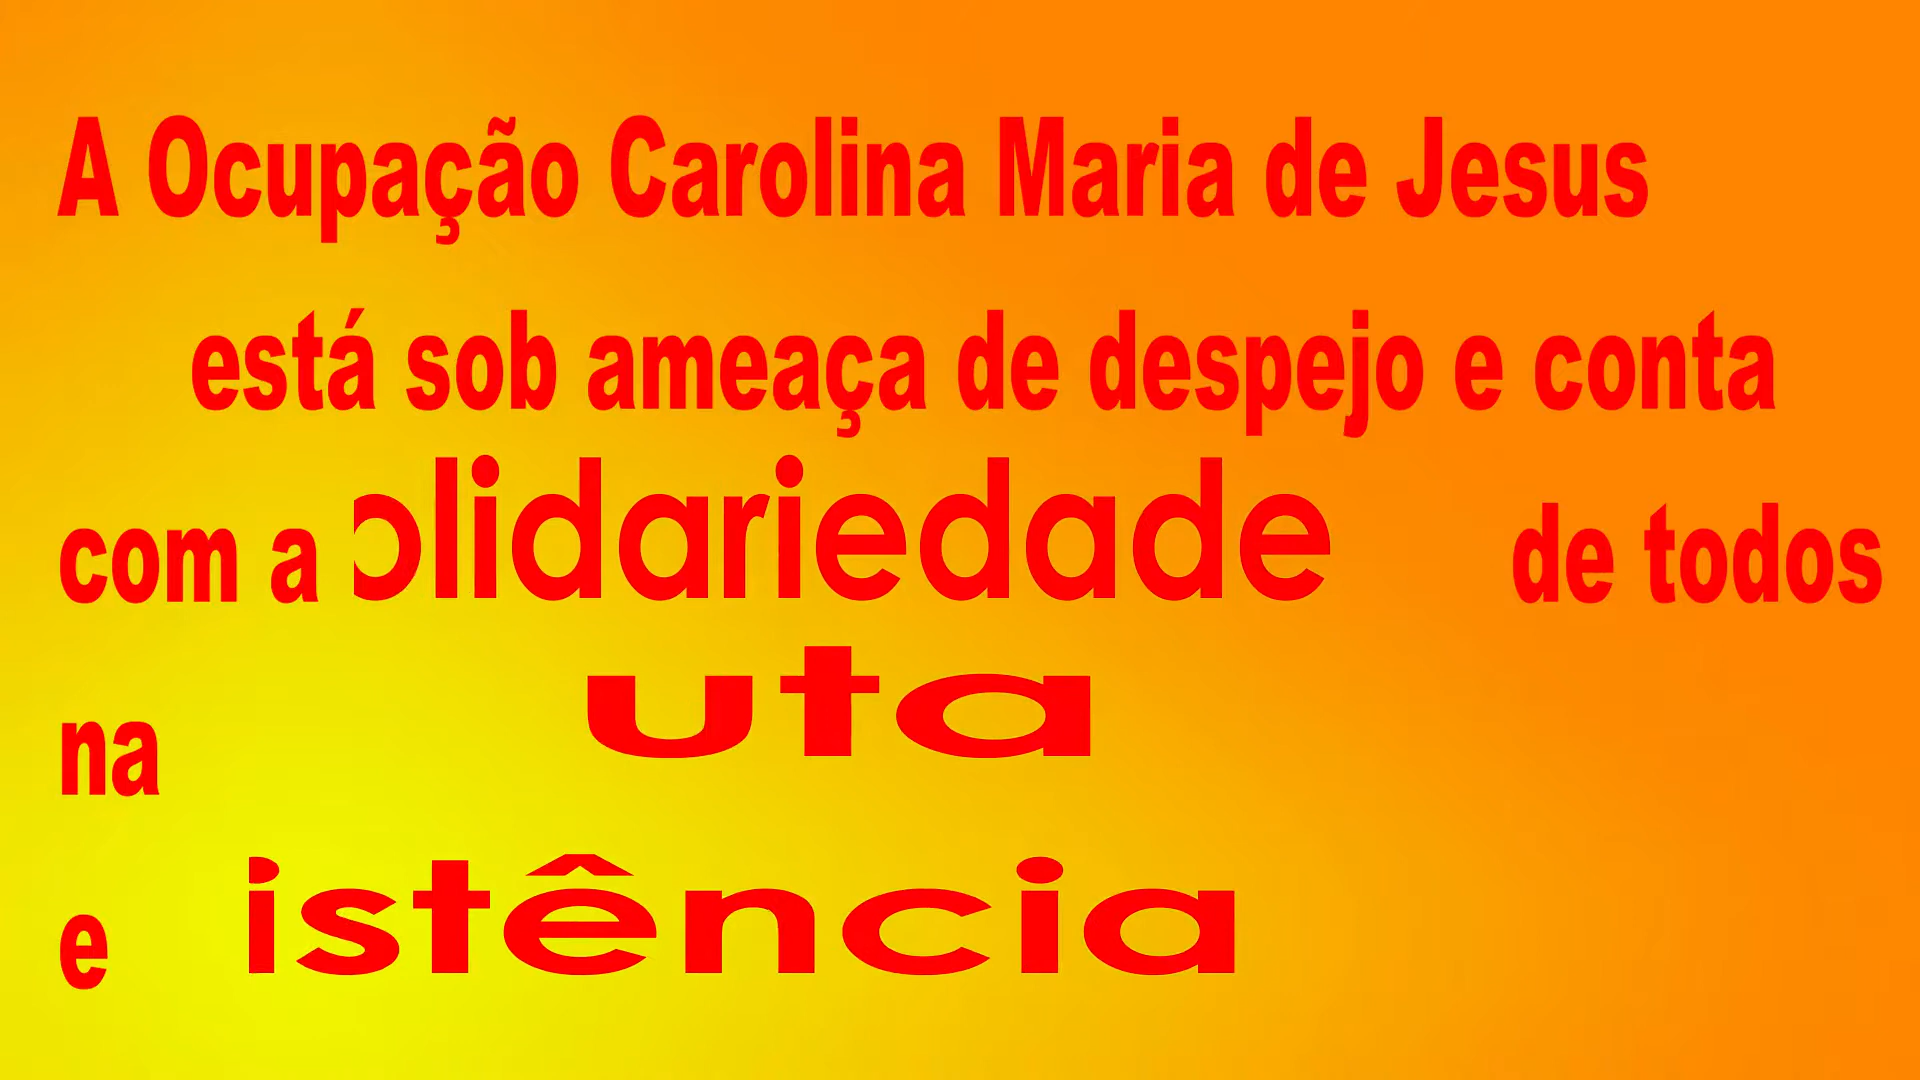 A Ocupação Carolina Maria de Jesus
está sob ameaça de despejo e conta
com a olidariedade de todos
na uta
e istência